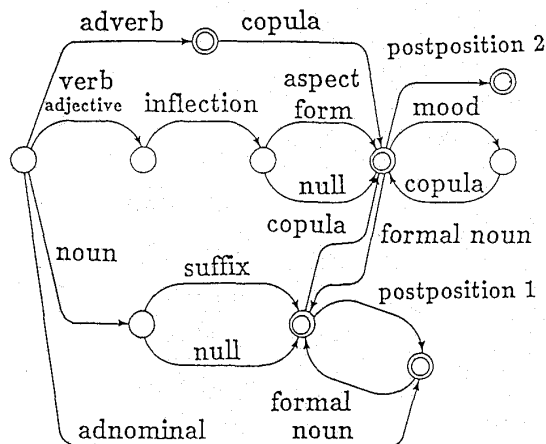 adverb
copula
postposition 2
verb
adjective
inflection
aspect
form
mood
null
copula
copula
formal noun
noun
suffix
postposition 1
null
formal
noun
adnominal